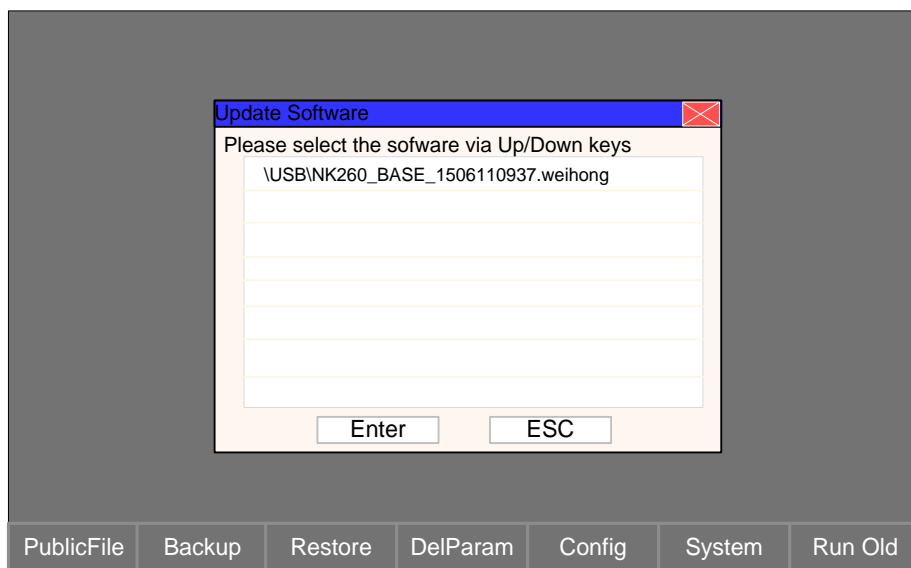 Update Software
Please select the sofware via Up/Down keys
\USB\NK260_BASE_1506110937.weihong
Enter ESC
PublicFile Backup Restore DelParam Config System Run Old